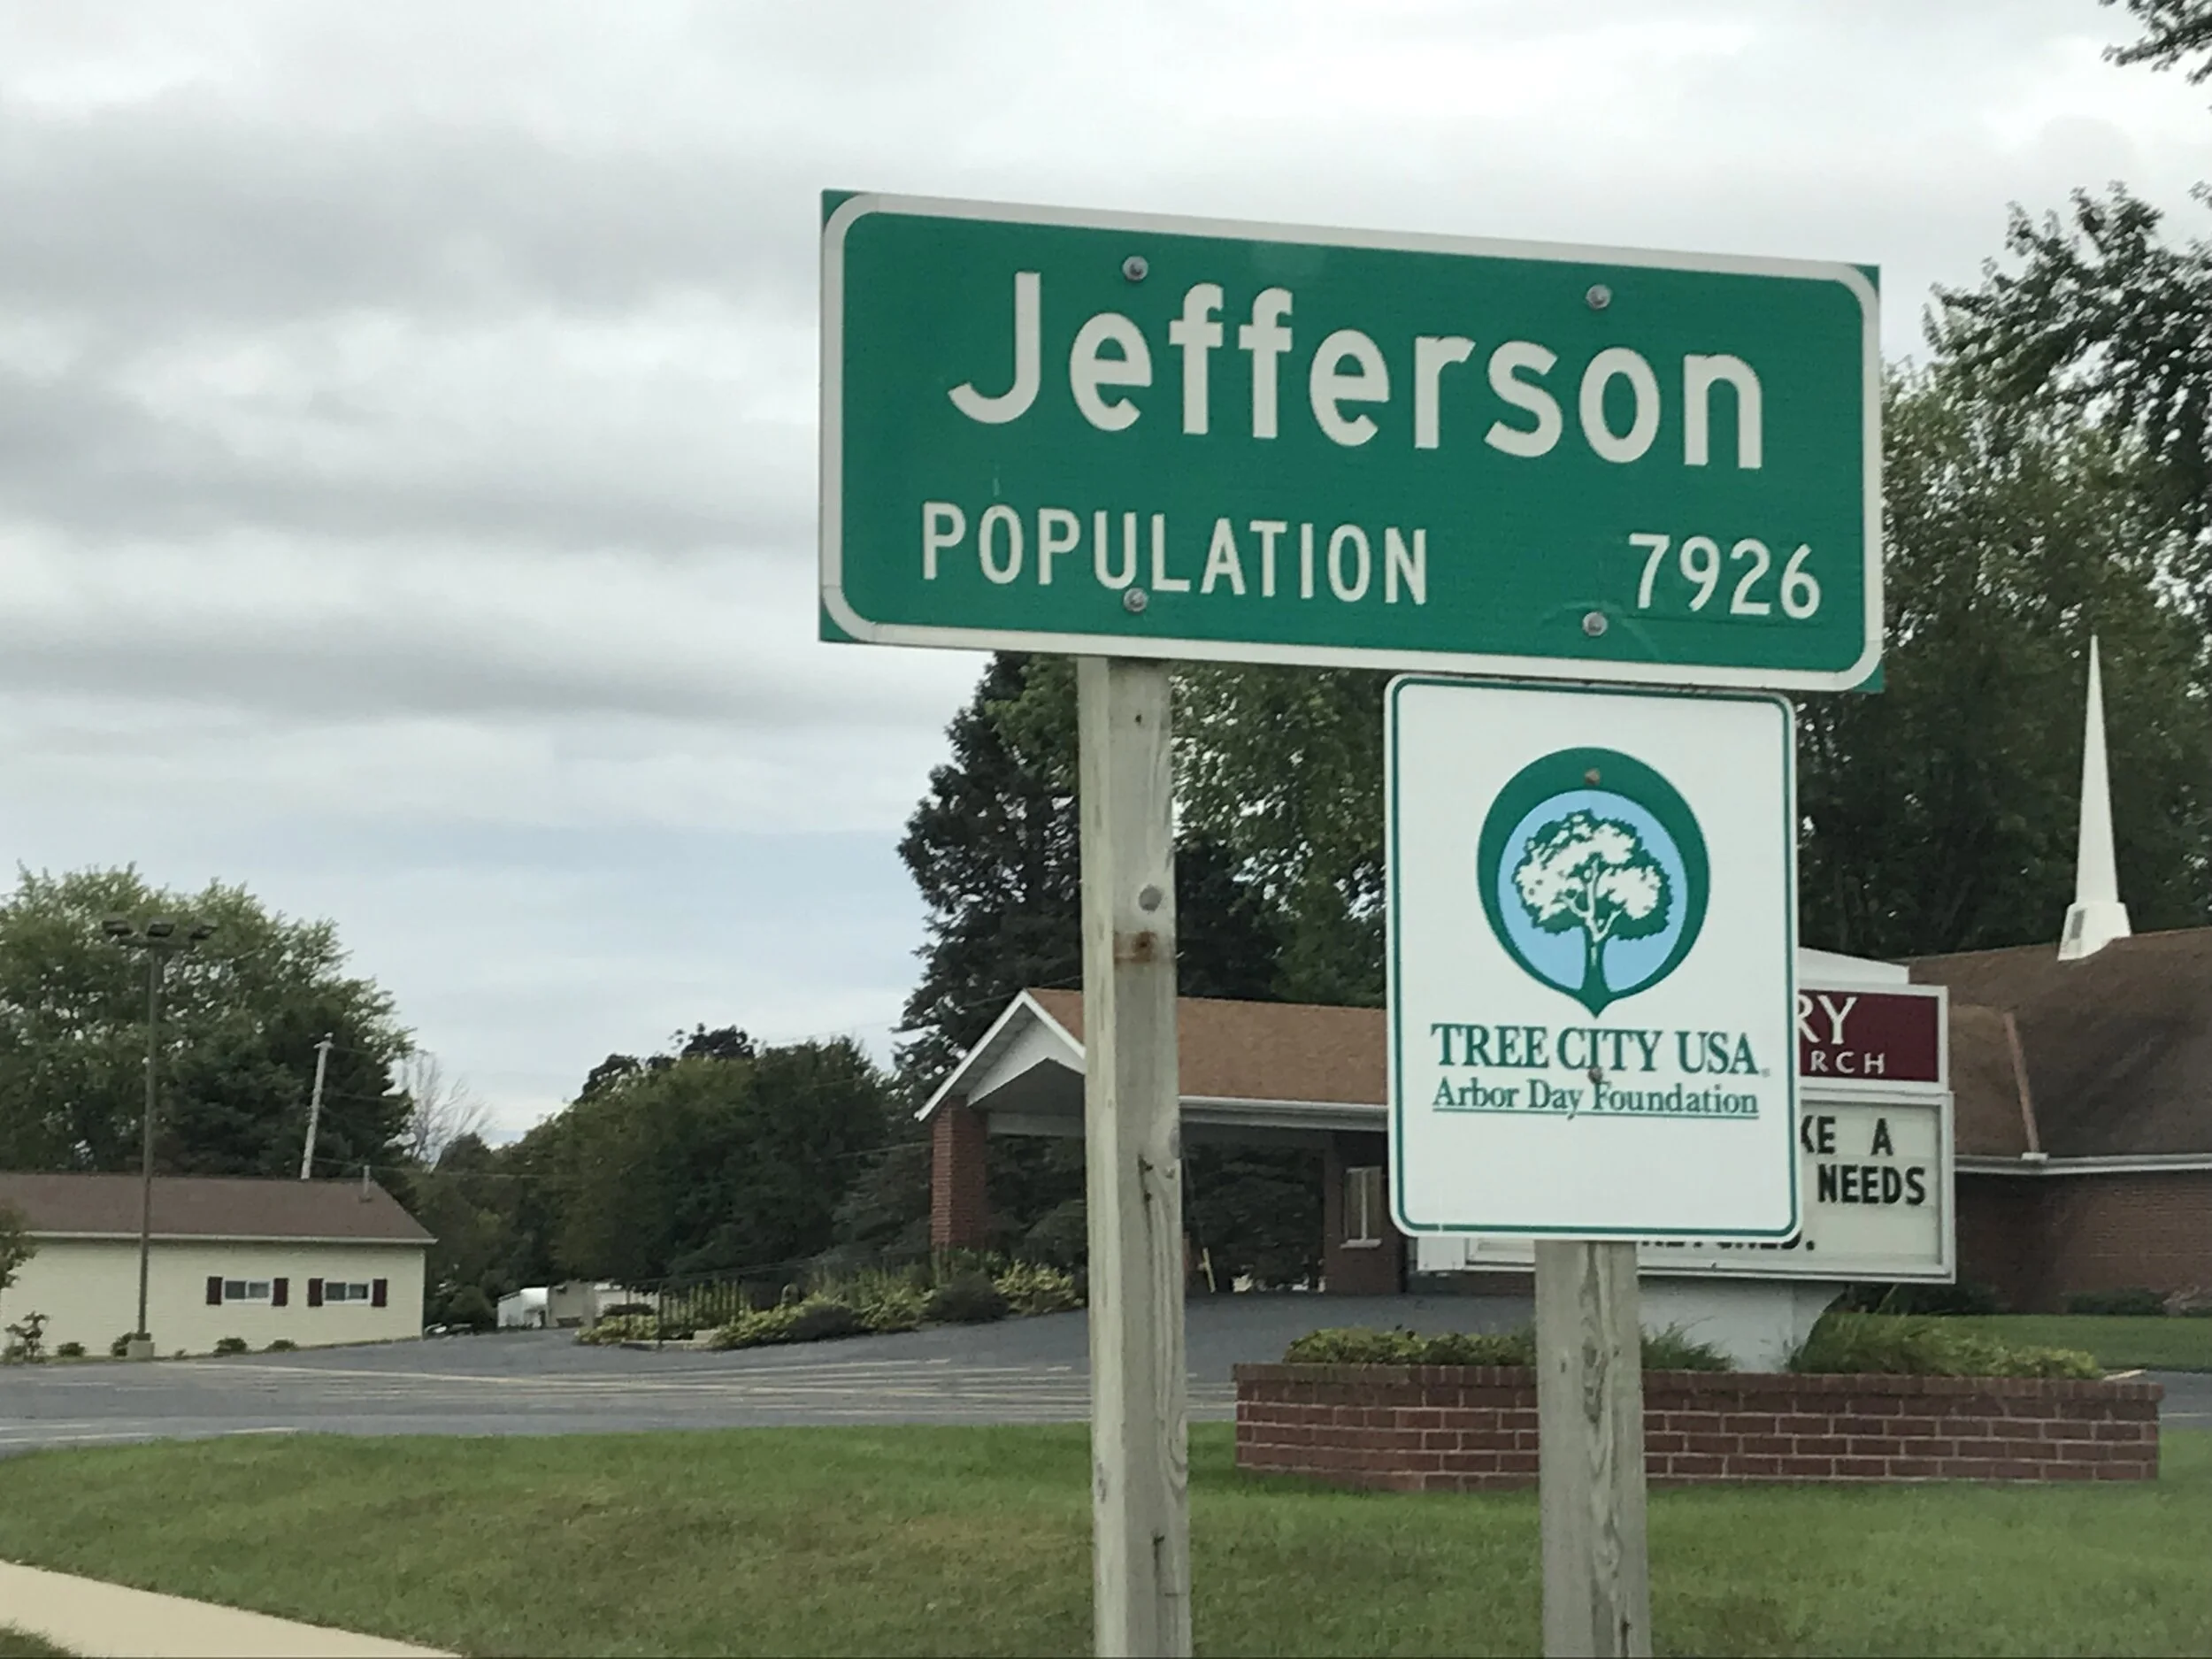 Jefferson
POPULATION 7926
TREE CITY USA
Arbor Day Foundation
A
NEEDS